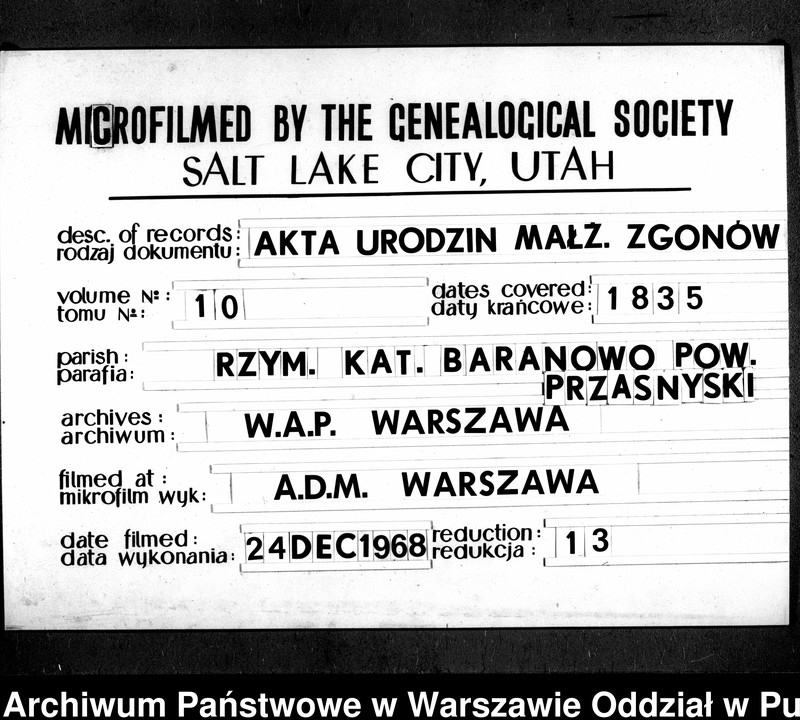 MICROFILMED BY THE GENEALOGICAL SOCIETY
SALT LAKE CITY, UTAH
desc. of records:
rodzaj dokumentu:
AKTA URODZIN MAŁŻ. ZGONÓW
volume №:
tomu №:
10
dates covered:
daty krańcowe:
1835
parish:
parafia:
RZYM. KAT. BARANOWO POW.
PRZASNYSKI
archives:
archiwum:
W.A.P. WARSZAWA
filmed at:
mikrofilm wyk:
A.D.M. WARSZAWA
date filmed:
data wykonania:
24DEC1968
reduction:
redukcja:
13
Archiwum Państwowe w Warszawie Oddział w Pu